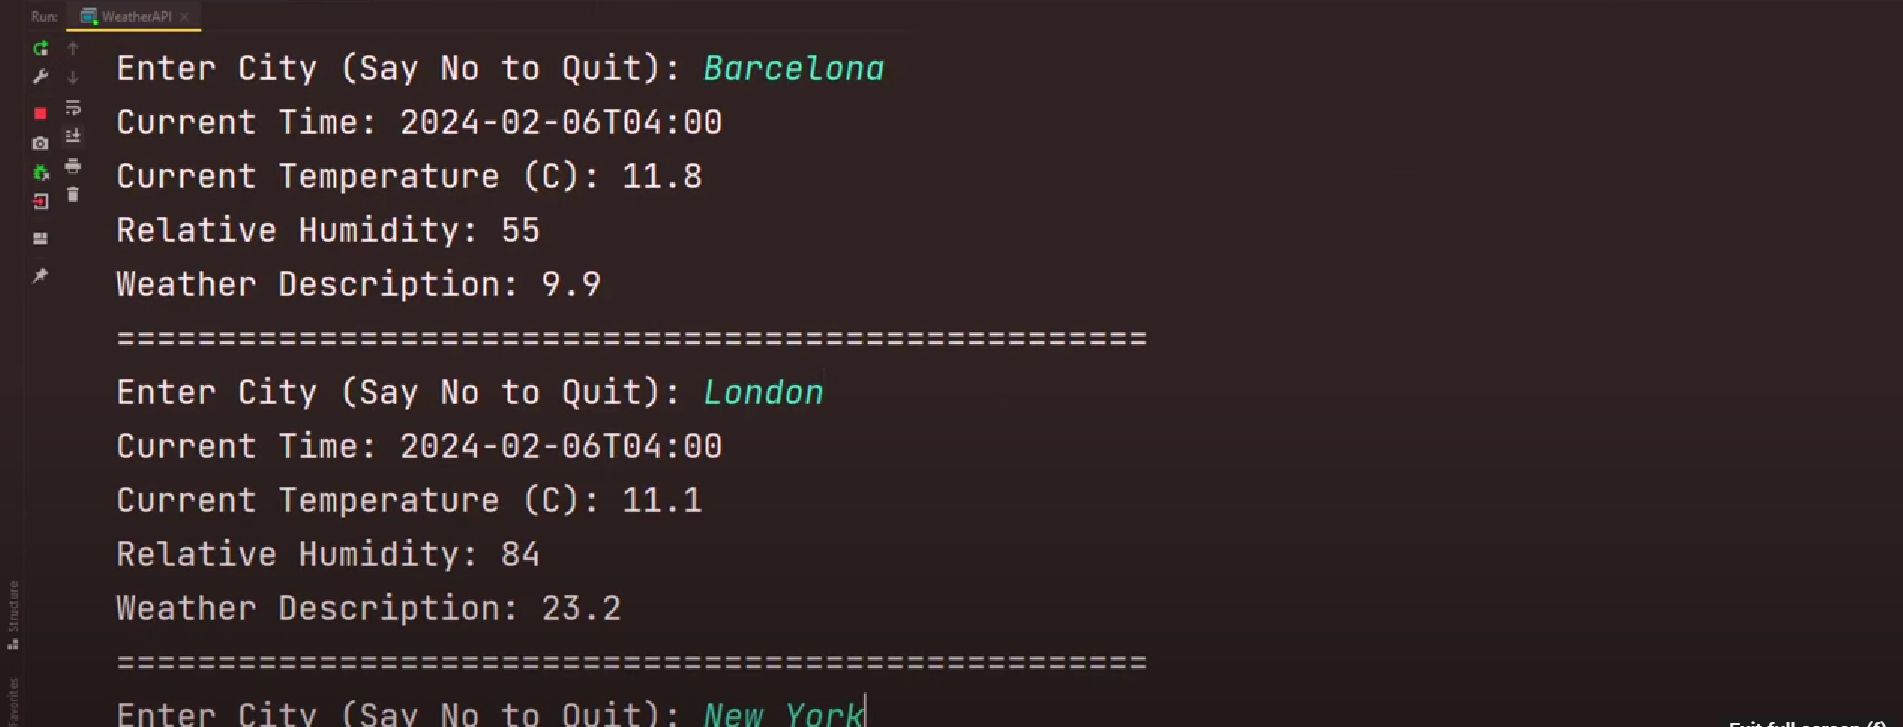 Run: WeatherAPI
Enter City (Say No to Quit): Barcelona
Current Time: 2024-02-06T04:00
Current Temperature (C): 11.8
Relative Humidity: 55
Weather Description: 9.9
===================================================
Enter City (Say No to Quit): London
Current Time: 2024-02-06T04:00
Current Temperature (C): 11.1
Relative Humidity: 84
Weather Description: 23.2
===================================================
Enter City (Say No to Quit): New York
Structure
Favorites
Exit full screen (f)